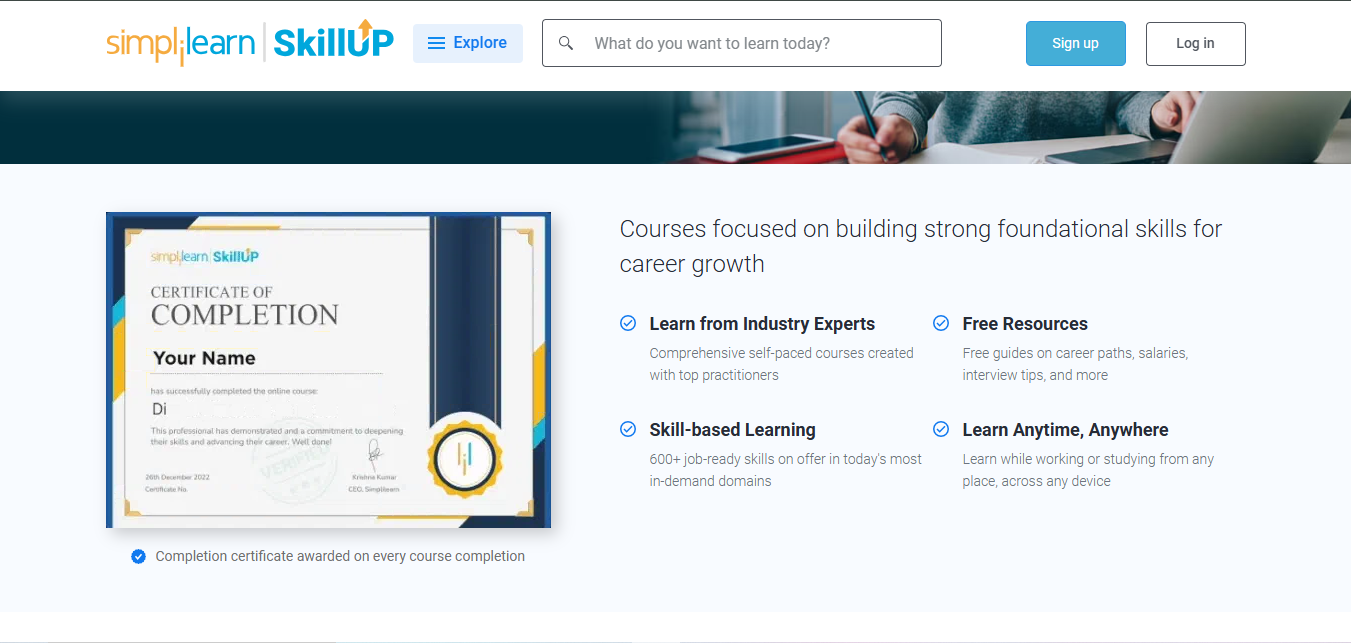 simplilearn | SkillUP
Explore
What do you want to learn today?
Sign up
Log in
simplilearn | SkillUP
CERTIFICATE OF
COMPLETION
Your Name
has successfully completed the online course:
Di
This professional has demonstrated and a commitment to deepening
their skills and advancing their career. Well done!
VERIFIED
26th December 2022
Certificate No.
Krishna Kumar
CEO, Simplilearn
Completion certificate awarded on every course completion
Courses focused on building strong foundational skills for
career growth
Learn from Industry Experts
Comprehensive self-paced courses created
with top practitioners
Free Resources
Free guides on career paths, salaries,
interview tips, and more
Skill-based Learning
600+ job-ready skills on offer in today's most
in-demand domains
Learn Anytime, Anywhere
Learn while working or studying from any
place, across any device